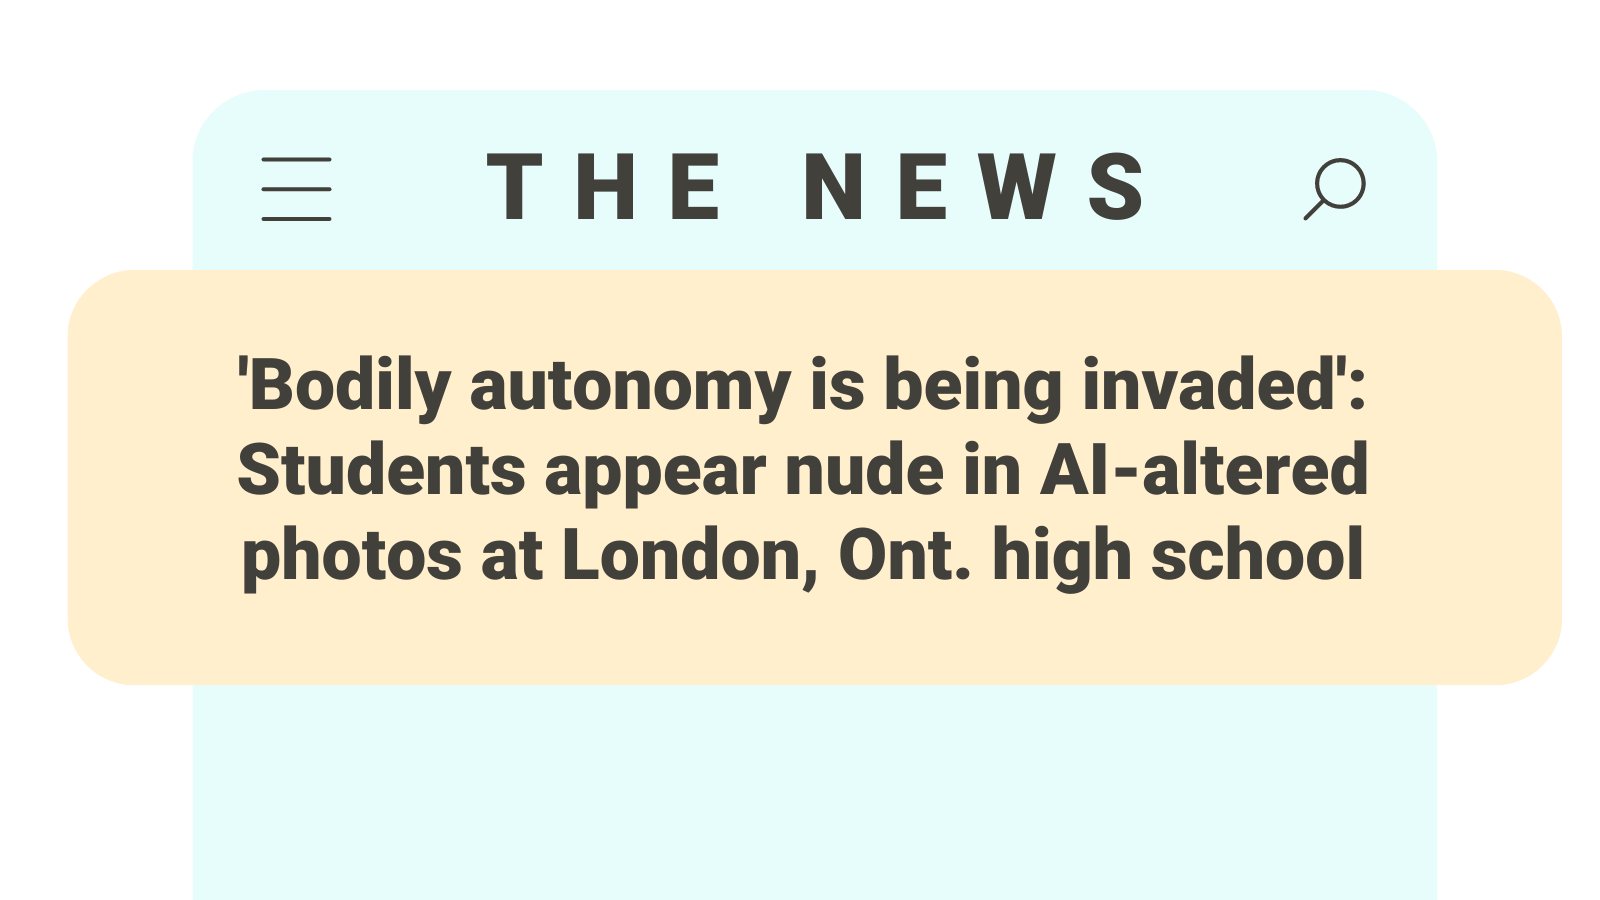 THE NEWS
'Bodily autonomy is being invaded':
Students appear nude in AI-altered
photos at London, Ont. high school